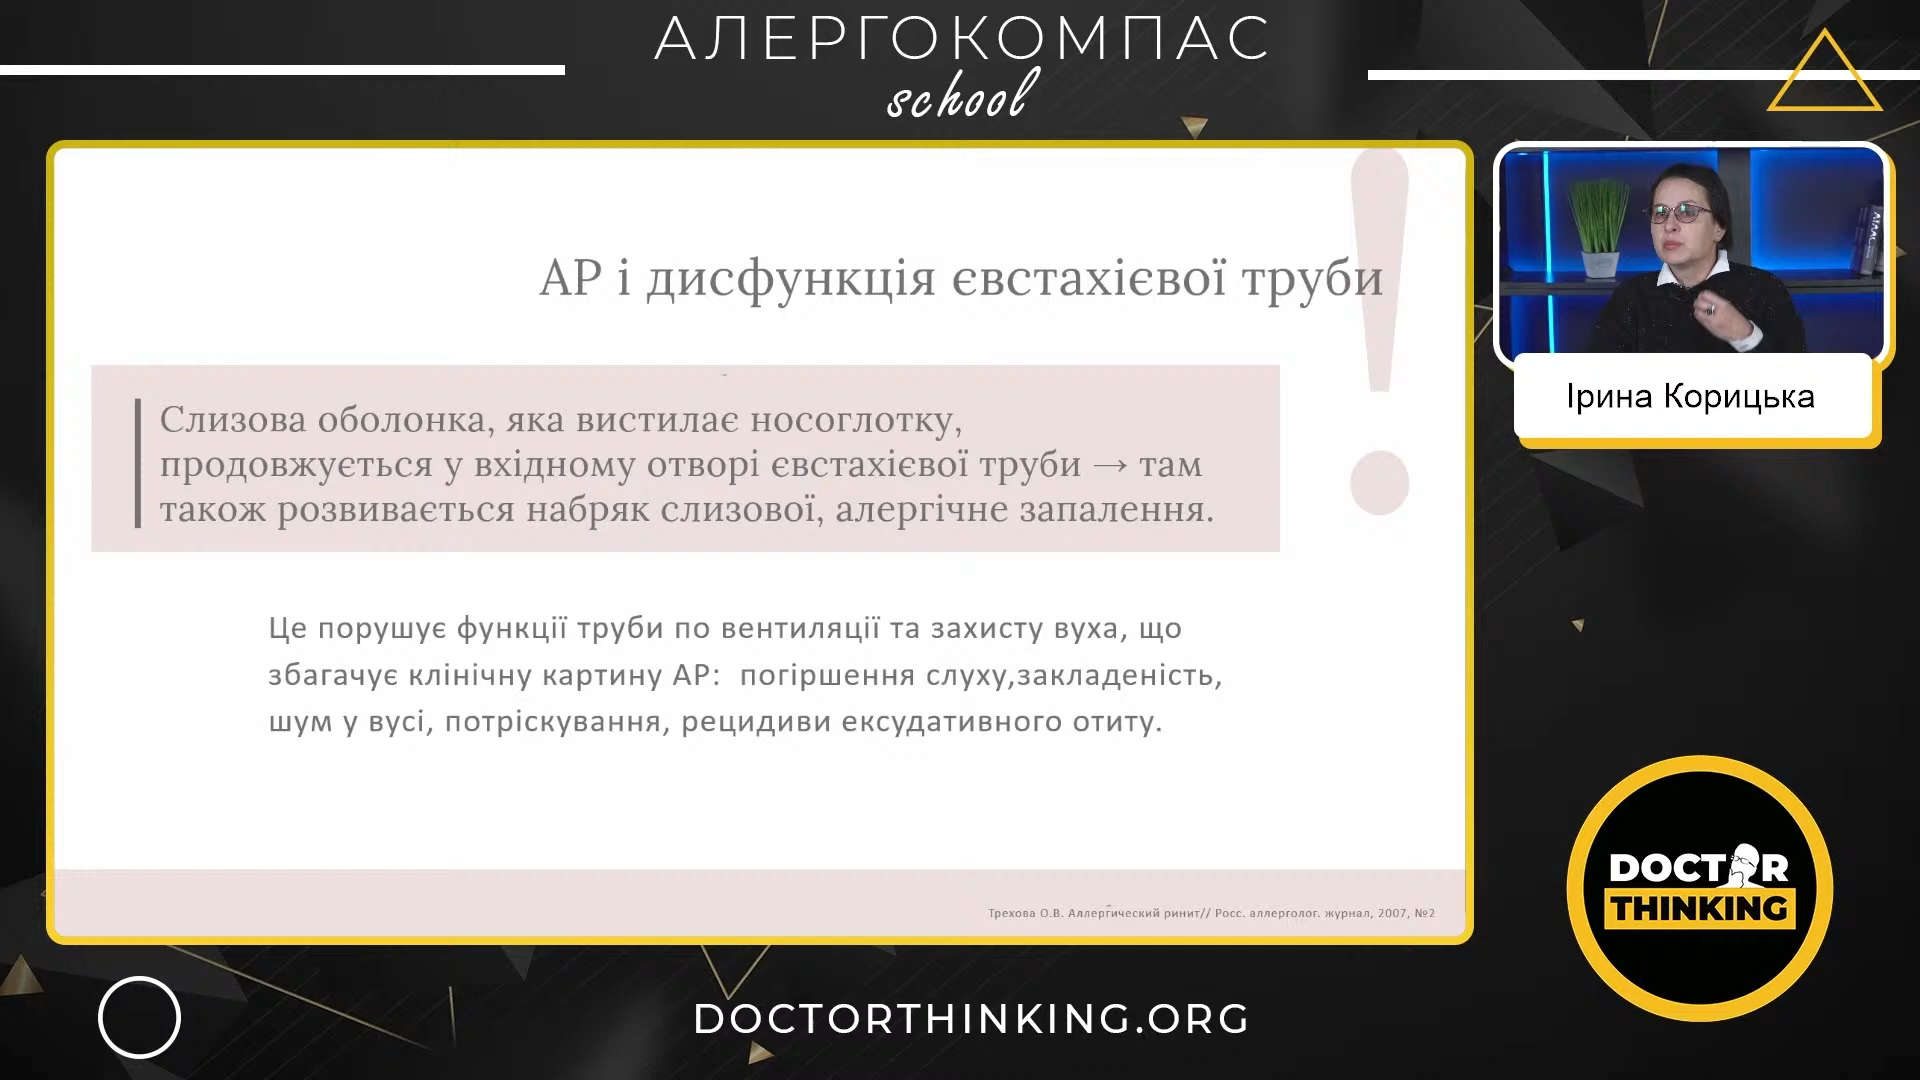 АЛЕРГОКОМПАС
school
АР і дисфункція євстахієвої труби
Слизова оболонка, яка вистилає носоглотку,
продовжується у вхідному отворі євстахієвої труби → там
також розвивається набряк слизової, алергічне запалення.
Це порушує функції труби по вентиляції та захисту вуха, що
збагачує клінічну картину АР: погіршення слуху,закладеність,
шум у вусі, потріскування, рецидиви ексудативного отиту.
Трехова О.В. Аллергический ринит// Росс. аллерголог. журнал, 2007, №2
Ірина Корицька
DOCTOR
THINKING
DOCTORTHINKING.ORG